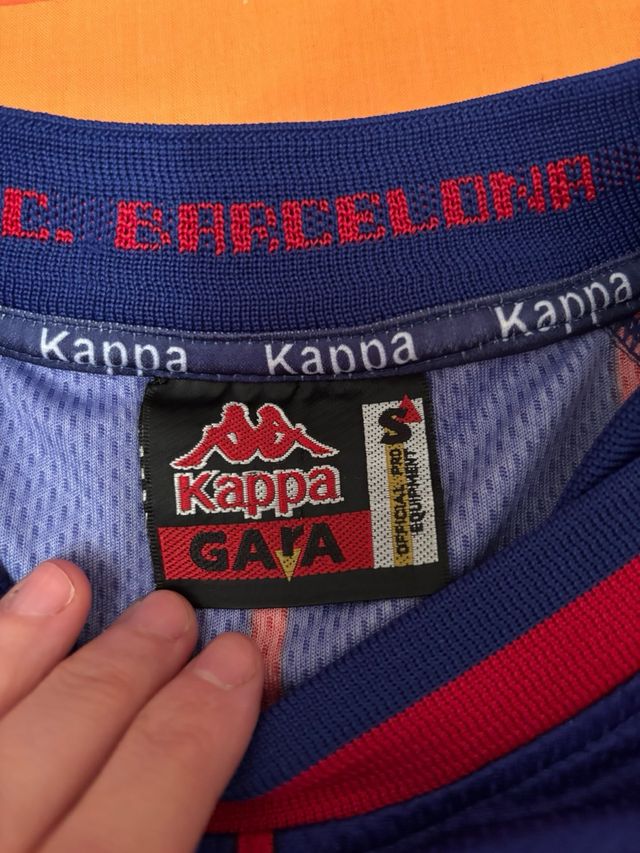 C. BARCELONA
Kappa Kappa Kappa
Kappa
GARA
S
OFFICIAL PRO
EQUIPMENT